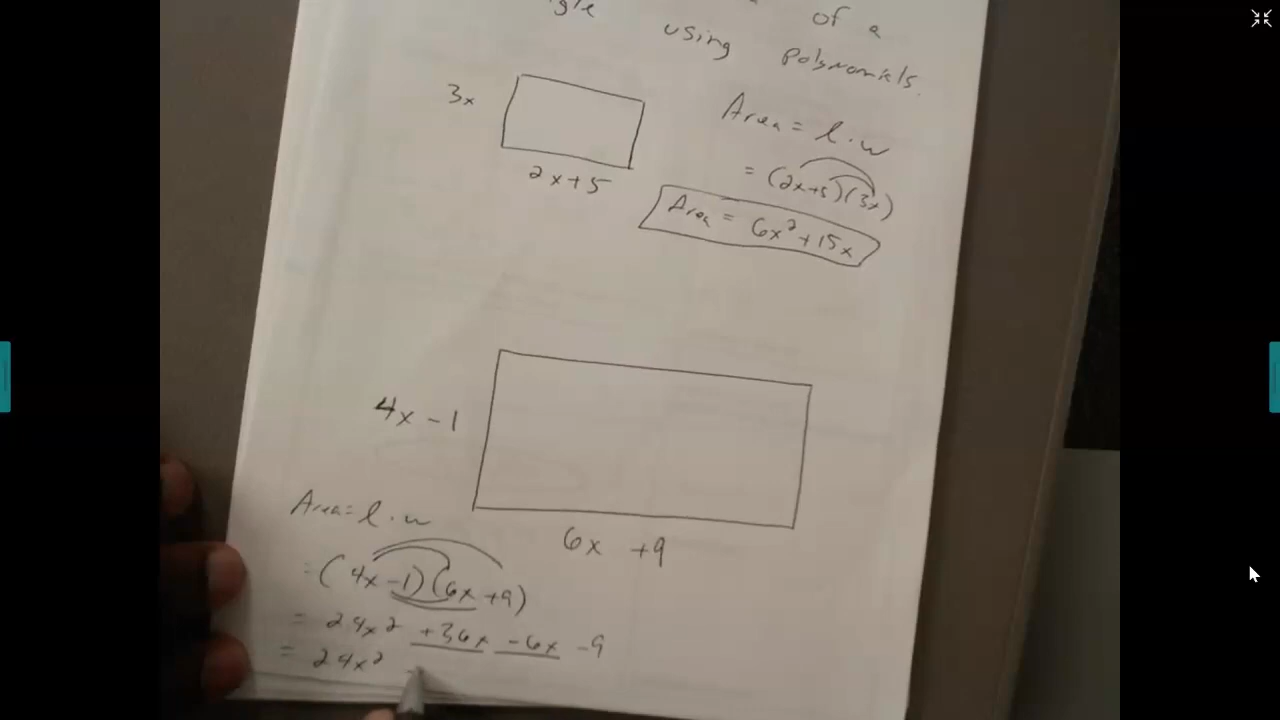 of a
using polynomials.
3x
2x+5
Area = l·w
= (2x+5)(3x)
Area = 6x²+15x
4x -1
6x +9
Area = l·w
= (4x -1)(6x +9)
= 24x² +36x -6x -9
= 24x²